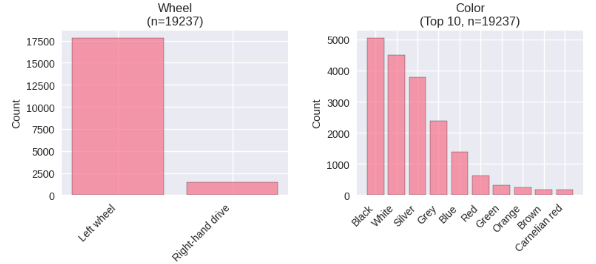 Wheel
(n=19237)
Count
17500
15000
12500
10000
7500
5000
2500
0
Left wheel
Right-hand drive
Color
(Top 10, n=19237)
Count
5000
4000
3000
2000
1000
0
Black
White
Silver
Grey
Blue
Red
Green
Orange
Brown
Carnelian red